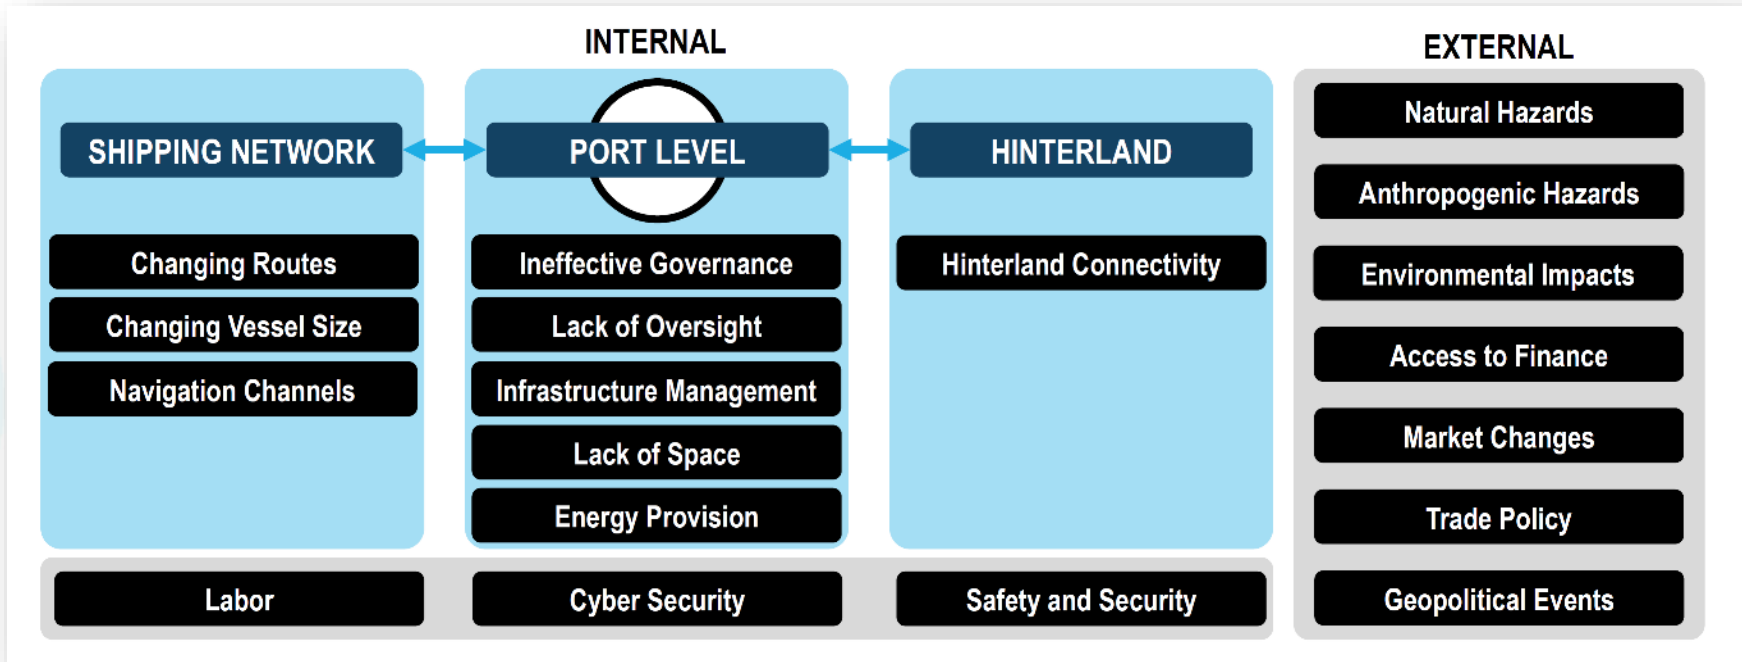 INTERNAL
EXTERNAL
SHIPPING NETWORK
PORT LEVEL
HINTERLAND
Changing Routes
Changing Vessel Size
Navigation Channels
Ineffective Governance
Lack of Oversight
Infrastructure Management
Lack of Space
Energy Provision
Hinterland Connectivity
Labor
Cyber Security
Safety and Security
Natural Hazards
Anthropogenic Hazards
Environmental Impacts
Access to Finance
Market Changes
Trade Policy
Geopolitical Events